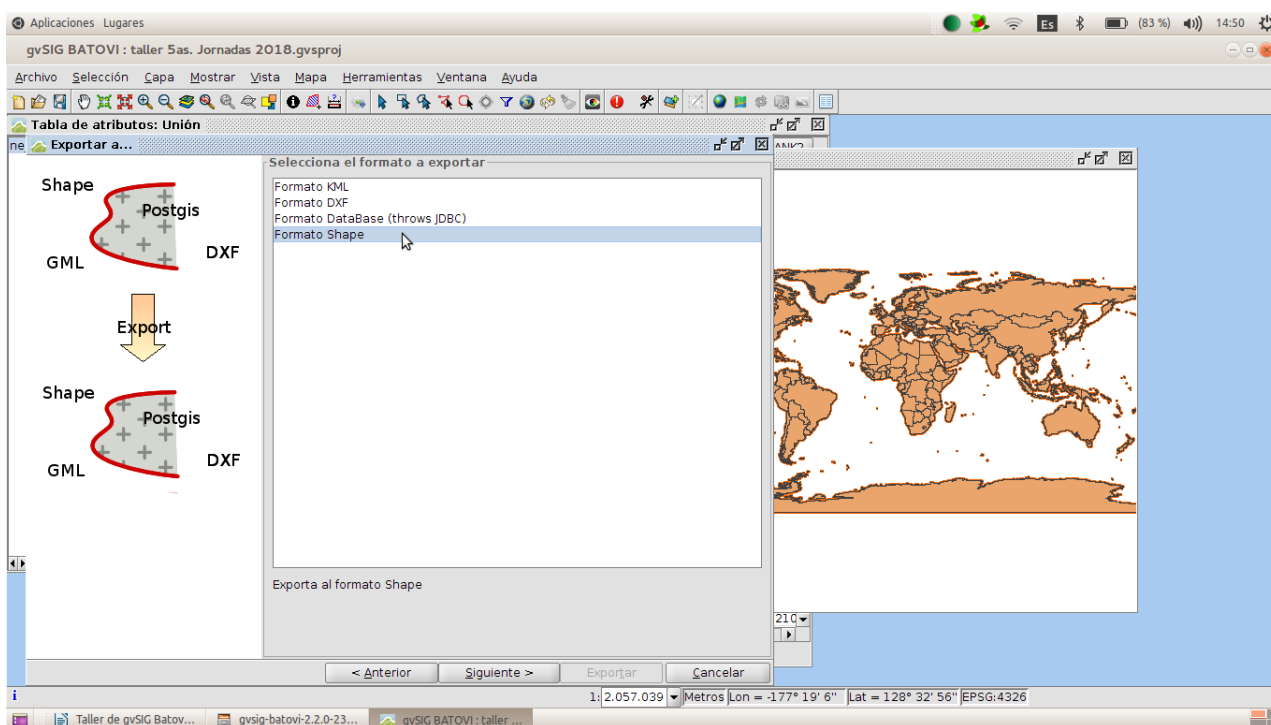 Aplicaciones Lugares
Es (83 %) 14:50
gvSIG BATOVI : taller 5as. Jornadas 2018.gvsproj
Archivo Selección Capa Mostrar Vista Mapa Herramientas Ventana Ayuda
Tabla de atributos: Unión
ne
Exportar a...
Selecciona el formato a exportar
Formato KML
Formato DXF
Formato DataBase (throws JDBC)
Formato Shape
Shape
Postgis
DXF
GML
Export
Shape
Postgis
DXF
GML
Exporta al formato Shape
210
< Anterior Siguiente > Exportar Cancelar
1: 2.057.039 Metros Lon = -177° 19' 6" Lat = 128° 32' 56" EPSG:4326
Taller de gvSIG Batov... gvsig-batovi-2.2.0-23... gvSIG BATOVI : taller ...